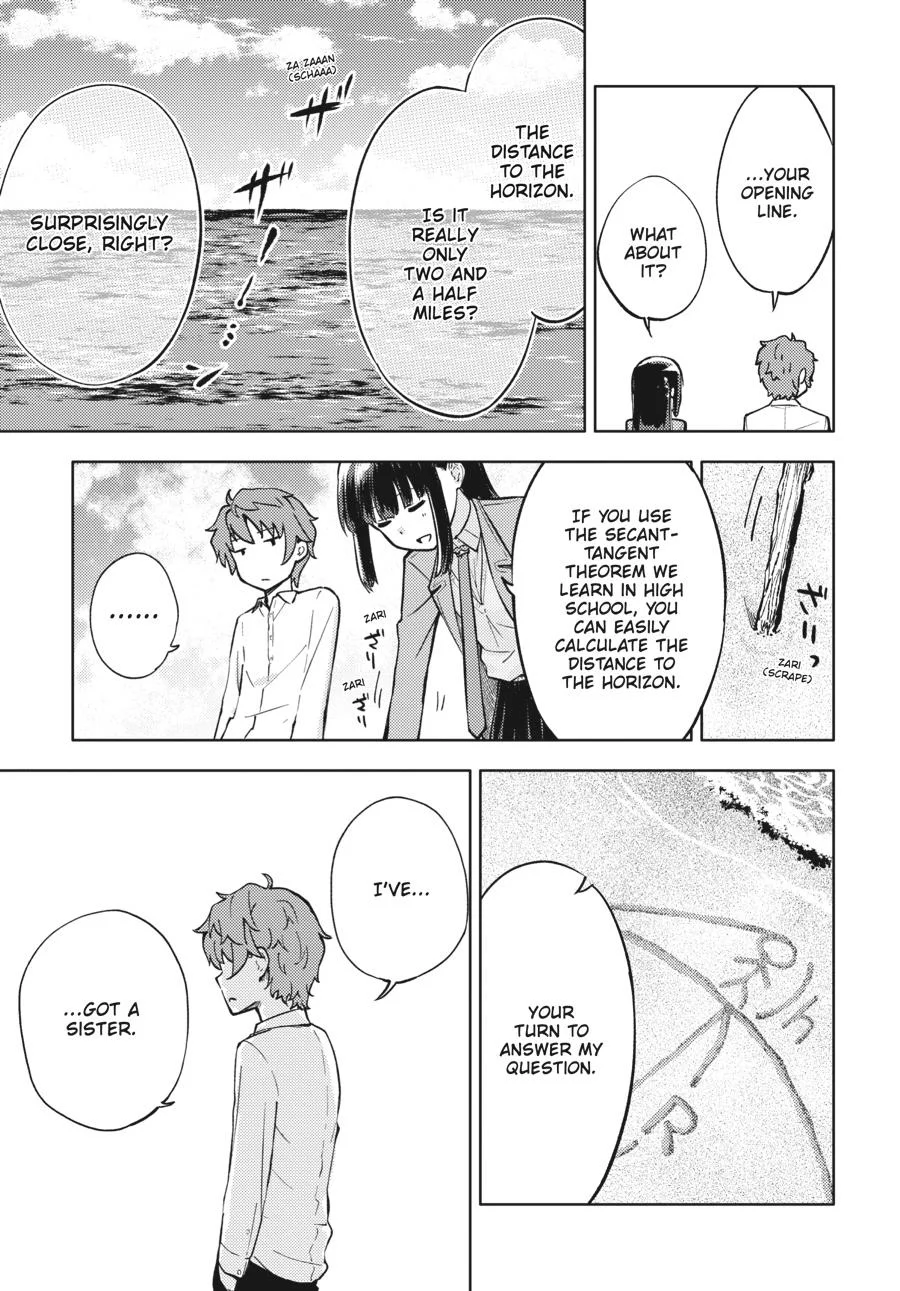 ...YOUR
OPENING
LINE.
WHAT
ABOUT
IT?
THE
DISTANCE
TO THE
HORIZON.
IS IT
REALLY
ONLY
TWO AND
A HALF
MILES?
ZA ZAAAN
(SCHAAA)
ザザ
SURPRISINGLY
CLOSE, RIGHT?
ZARI
(SCRAPE)
IF YOU USE
THE SECANT-
TANGENT
THEOREM WE
LEARN IN HIGH
SCHOOL, YOU
CAN EASILY
CALCULATE THE
DISTANCE TO
THE HORIZON.
ZARI
ZARI
......
R
h
R
YOUR
TURN TO
ANSWER MY
QUESTION.
I'VE...
...GOT A
SISTER.